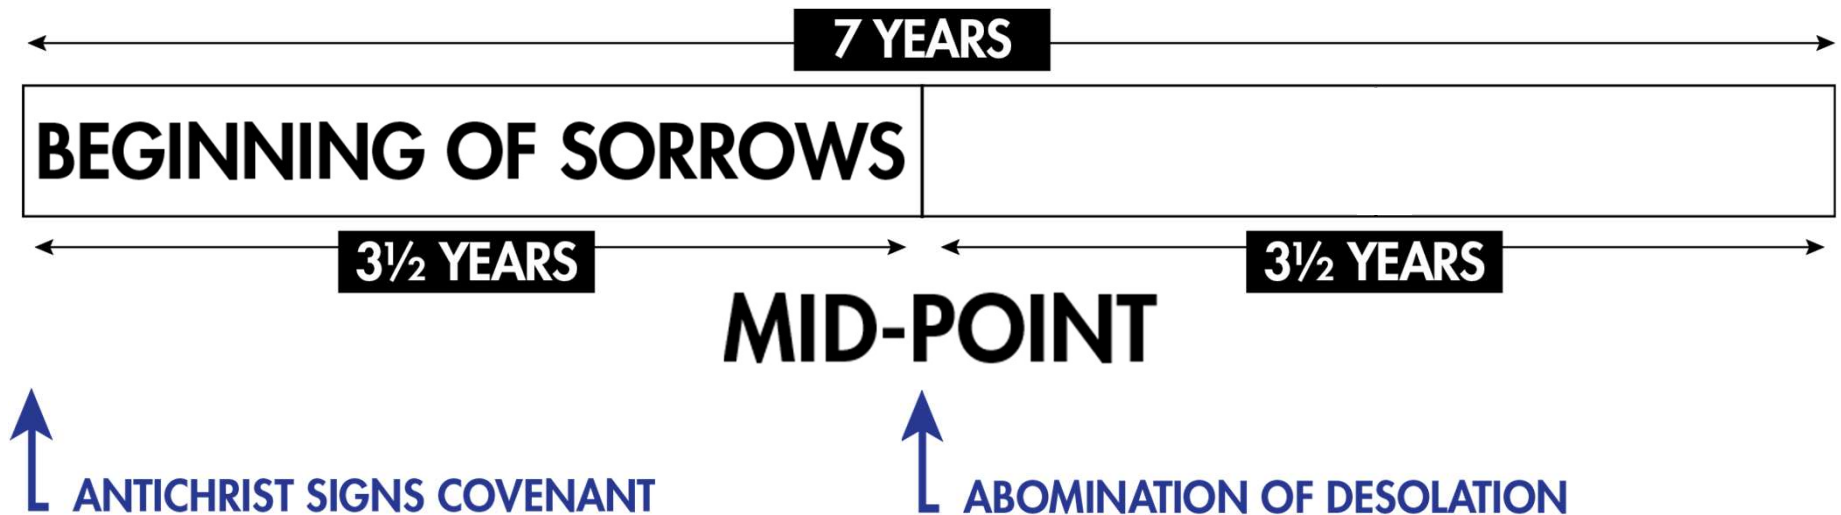 7 YEARS
BEGINNING OF SORROWS
3½ YEARS
3½ YEARS
MID-POINT
ANTICHRIST SIGNS COVENANT
ABOMINATION OF DESOLATION